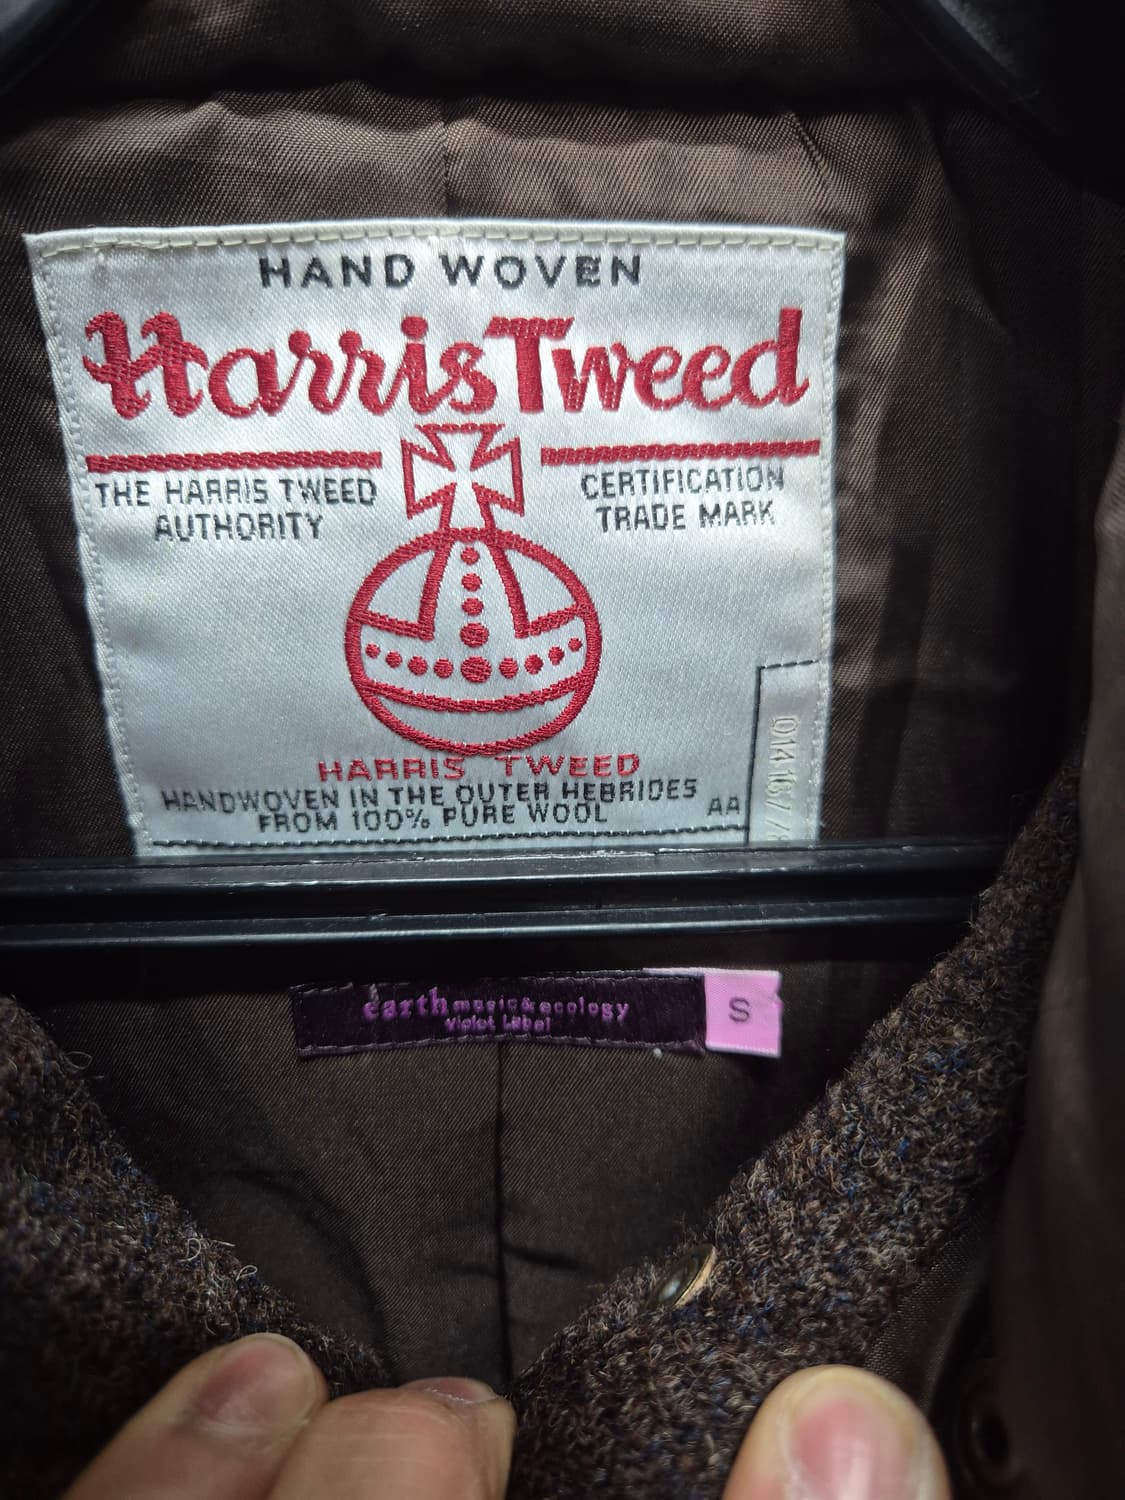 HAND WOVEN
Harris Tweed
THE HARRIS TWEED
AUTHORITY
CERTIFICATION
TRADE MARK
HARRIS TWEED
HANDWOVEN IN THE OUTER HEBRIDES
FROM 100% PURE WOOL
AA
earth music & ecology
Violet Label
S